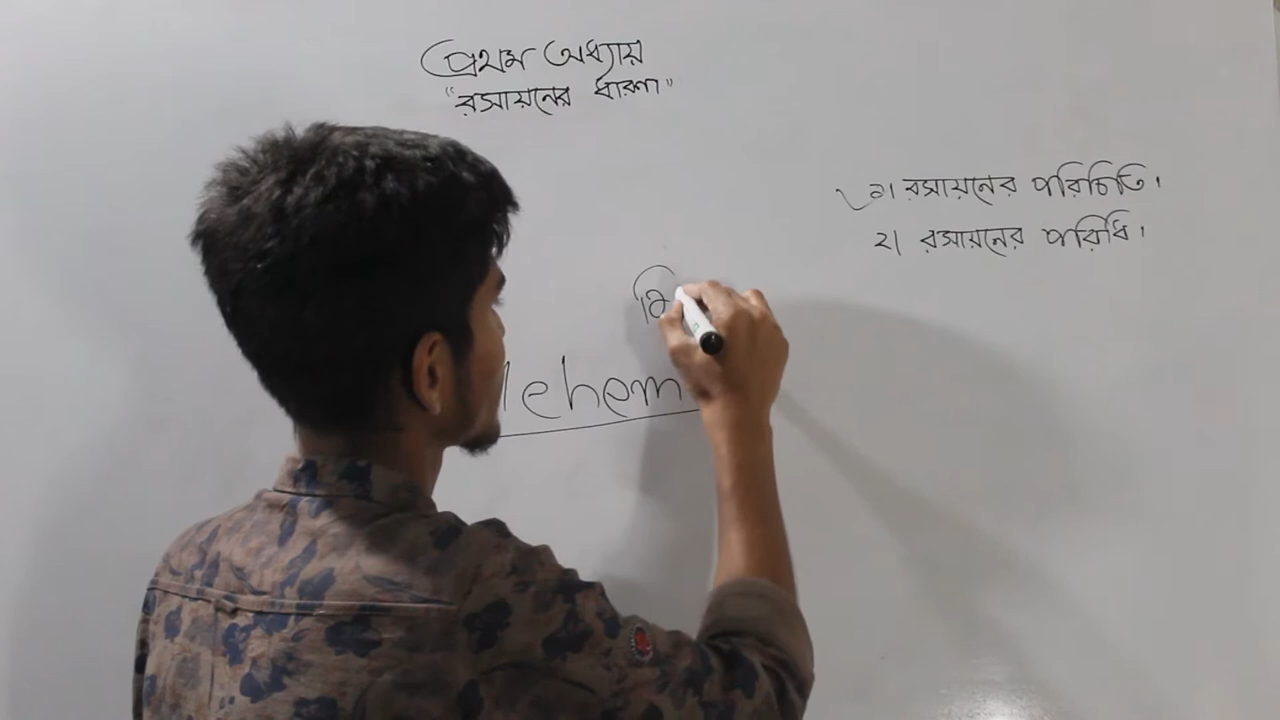 প্রথম অধ্যায়
"রসায়নের ধারণা"
১। রসায়নের পরিচিতি।
২। রসায়নের পরিধি।
বি
lehem